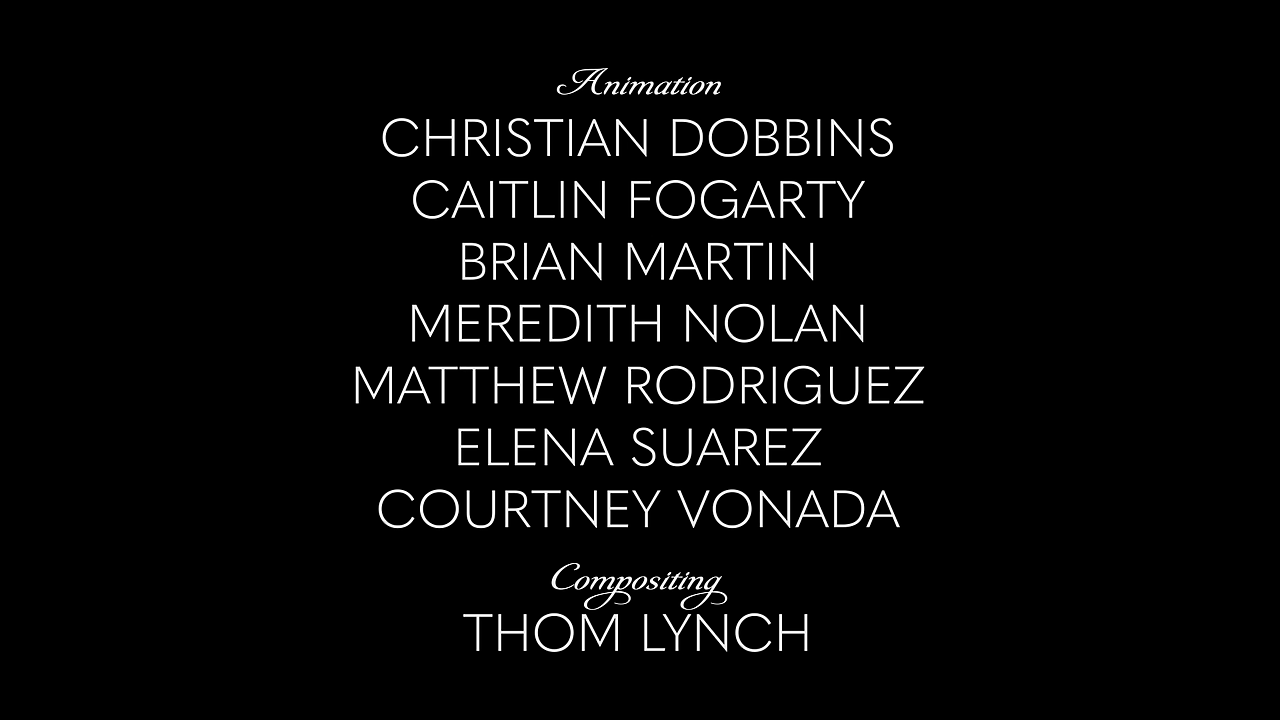 Animation
CHRISTIAN DOBBINS
CAITLIN FOGARTY
BRIAN MARTIN
MEREDITH NOLAN
MATTHEW RODRIGUEZ
ELENA SUAREZ
COURTNEY VONADA
Compositing
THOM LYNCH